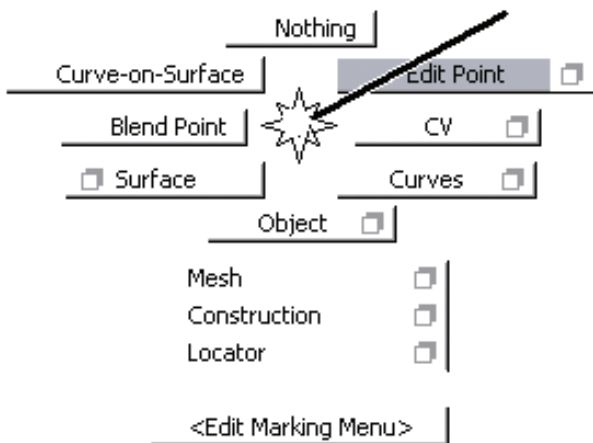 Nothing
Curve-on-Surface Edit Point
Blend Point CV
Surface Curves
Object
Mesh
Construction
Locator
<Edit Marking Menu>